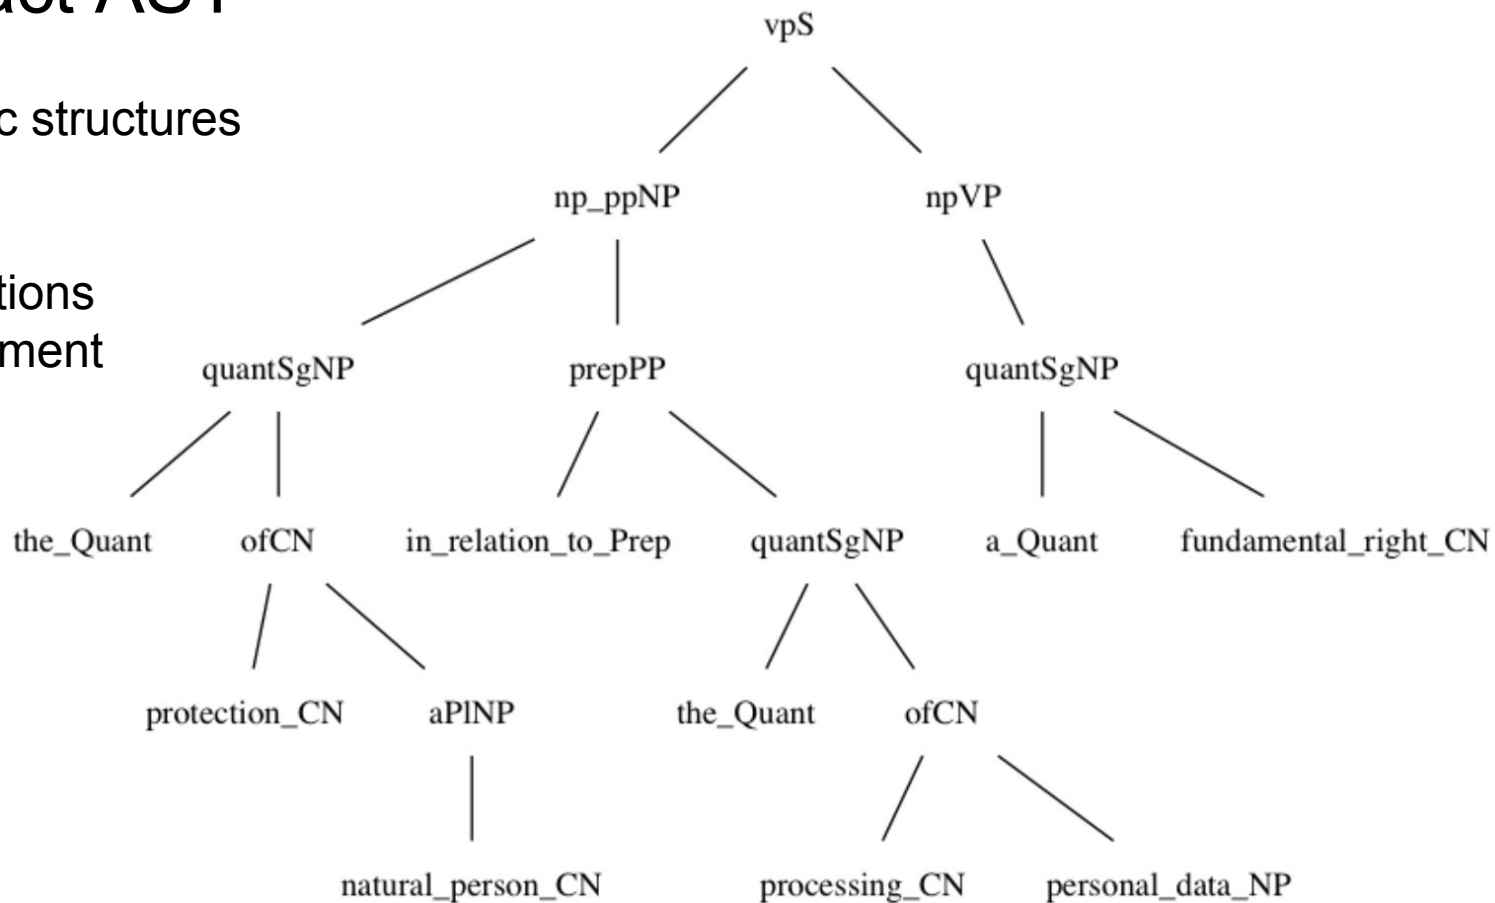 vpS
c structures
np_ppNP npVP
tions
ment
quantSgNP prepPP quantSgNP
the_Quant ofCN in_relation_to_Prep quantSgNP a_Quant fundamental_right_CN
protection_CN aPlNP the_Quant ofCN
natural_person_CN processing_CN personal_data_NP